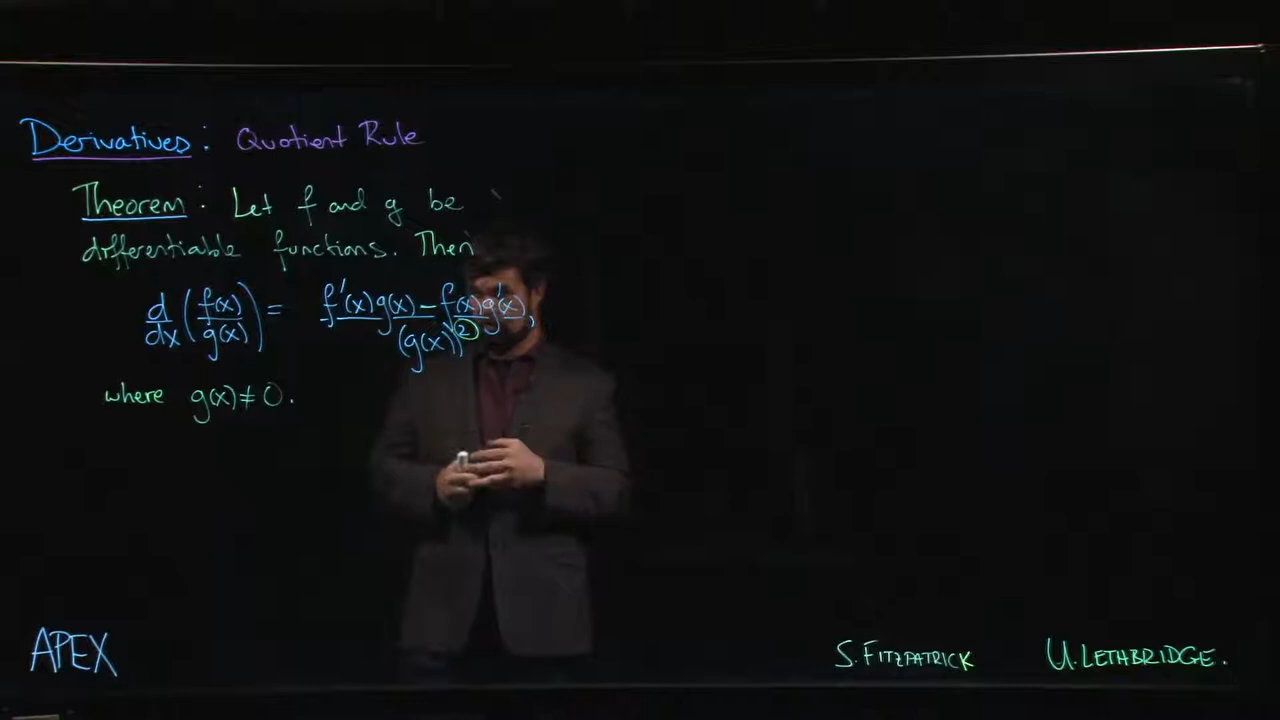 Derivatives: Quotient Rule
Theorem: Let f and g be
differentiable functions. Then
d/dx (f(x)/g(x)) = (f'(x)g(x) − f(x)g'(x))/(g(x))²,
where g(x) ≠ 0.
APEX
S. FITZPATRICK U. LETHBRIDGE.